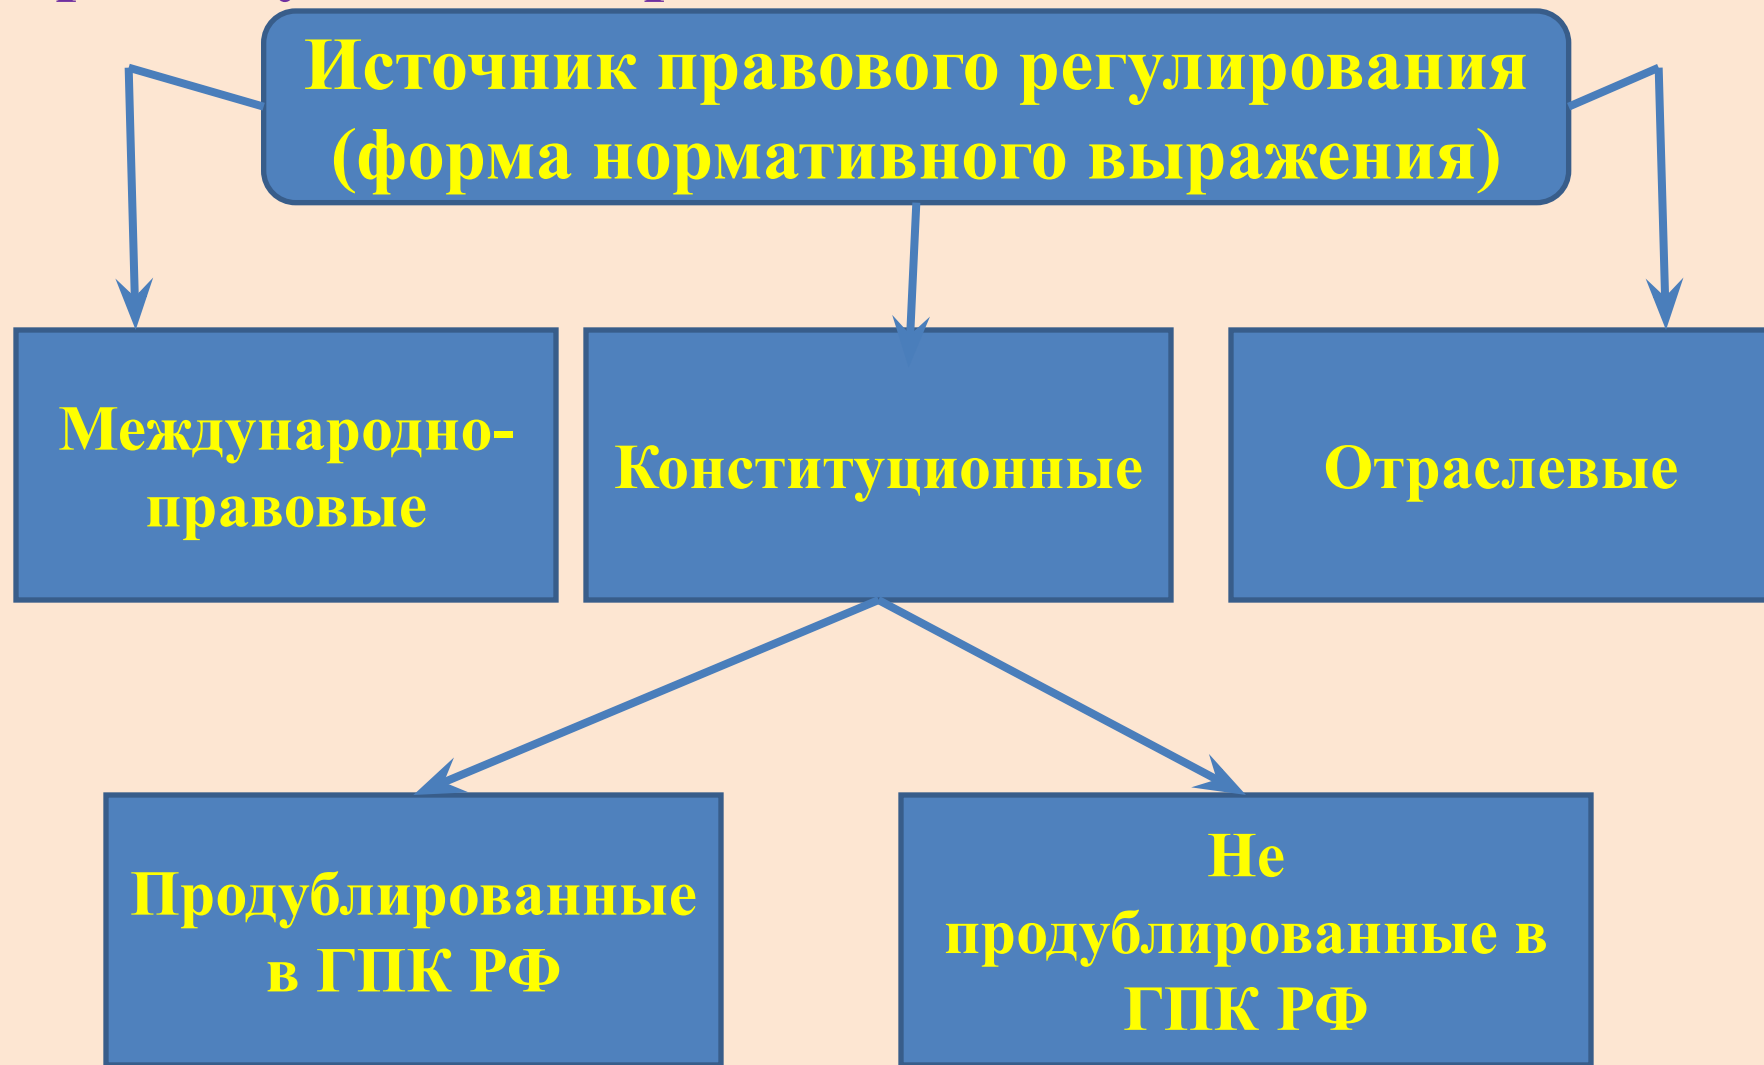 Источник правового регулирования
(форма нормативного выражения)
Международно-
правовые
Конституционные
Отраслевые
Продублированные
в ГПК РФ
Не
продублированные в
ГПК РФ